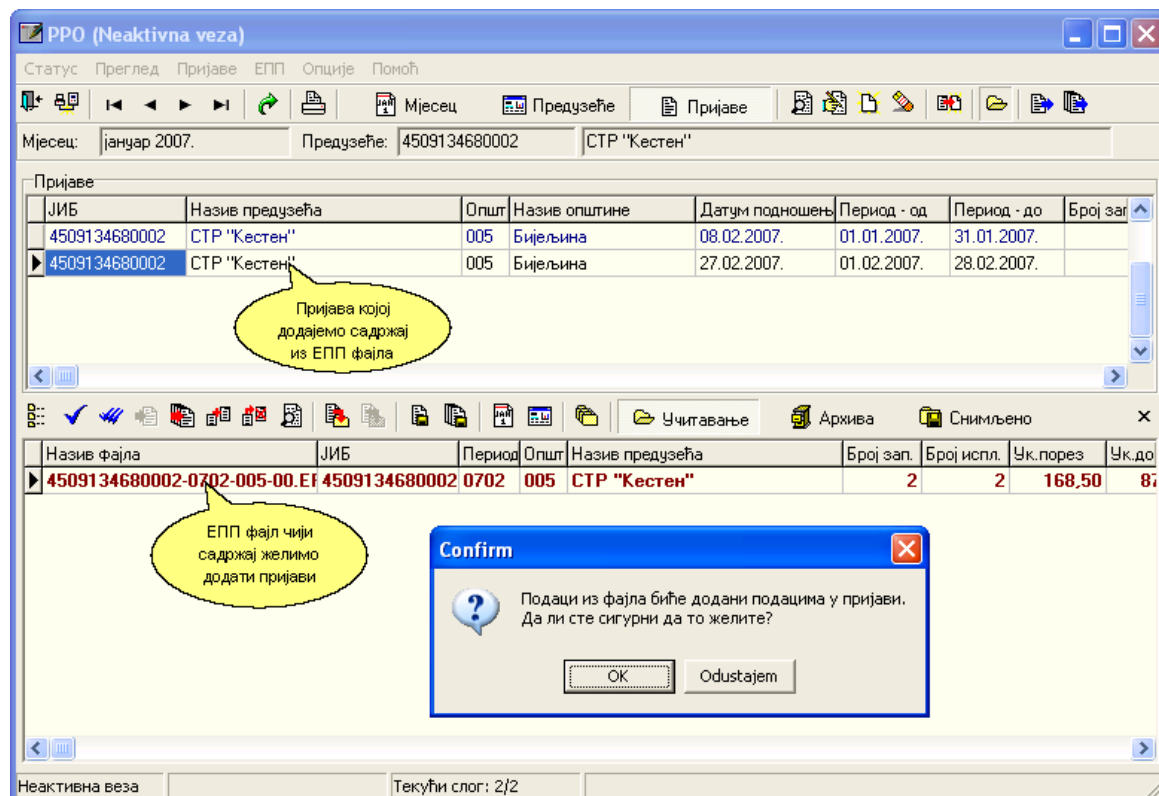 PPO (Neaktivna veza)
Статус Преглед Пријаве ЕПП Опције Помоћ
Мјесец Предузеће Пријаве
Мјесец: јануар 2007. Предузеће: 4509134680002 СТР "Кестен"
Пријаве
ЈИБ Назив предузећа Општ Назив општине Датум подношењ Период - од Период - до Број зап
4509134680002 СТР "Кестен" 005 Бијељина 08.02.2007. 01.01.2007. 31.01.2007.
4509134680002 СТР "Кестен" 005 Бијељина 27.02.2007. 01.02.2007. 28.02.2007.
Пријава којој
додајемо садржај
из ЕПП фајла
Учитавање Архива Снимљено
Назив фајла ЈИБ Период Општ Назив предузећа Број зап. Број испл. Ук.порез Ук.до
4509134680002-0702-005-00.EF 4509134680002 0702 005 СТР "Кестен" 2 2 168,50 87
ЕПП фајл чији
садржај желимо
додати пријави
Confirm
Подаци из фајла биће додани подацима у пријави.
Да ли сте сигурни да то желите?
OK Odustajem
Неактивна веза Текући слог: 2/2